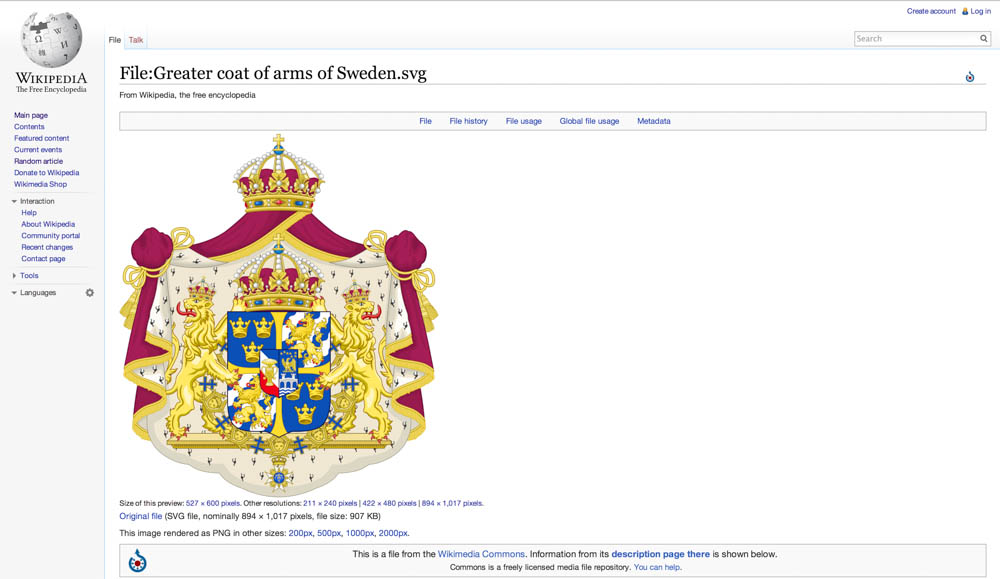 Create account Log in
File Talk
Search
WIKIPEDIA
The Free Encyclopedia
Main page
Contents
Featured content
Current events
Random article
Donate to Wikipedia
Wikimedia Shop
Interaction
Help
About Wikipedia
Community portal
Recent changes
Contact page
Tools
Languages
File:Greater coat of arms of Sweden.svg
From Wikipedia, the free encyclopedia
File File history File usage Global file usage Metadata
Size of this preview: 527 × 600 pixels. Other resolutions: 211 × 240 pixels | 422 × 480 pixels | 894 × 1,017 pixels.
Original file (SVG file, nominally 894 × 1,017 pixels, file size: 907 KB)
This image rendered as PNG in other sizes: 200px, 500px, 1000px, 2000px.
This is a file from the Wikimedia Commons. Information from its description page there is shown below.
Commons is a freely licensed media file repository. You can help.